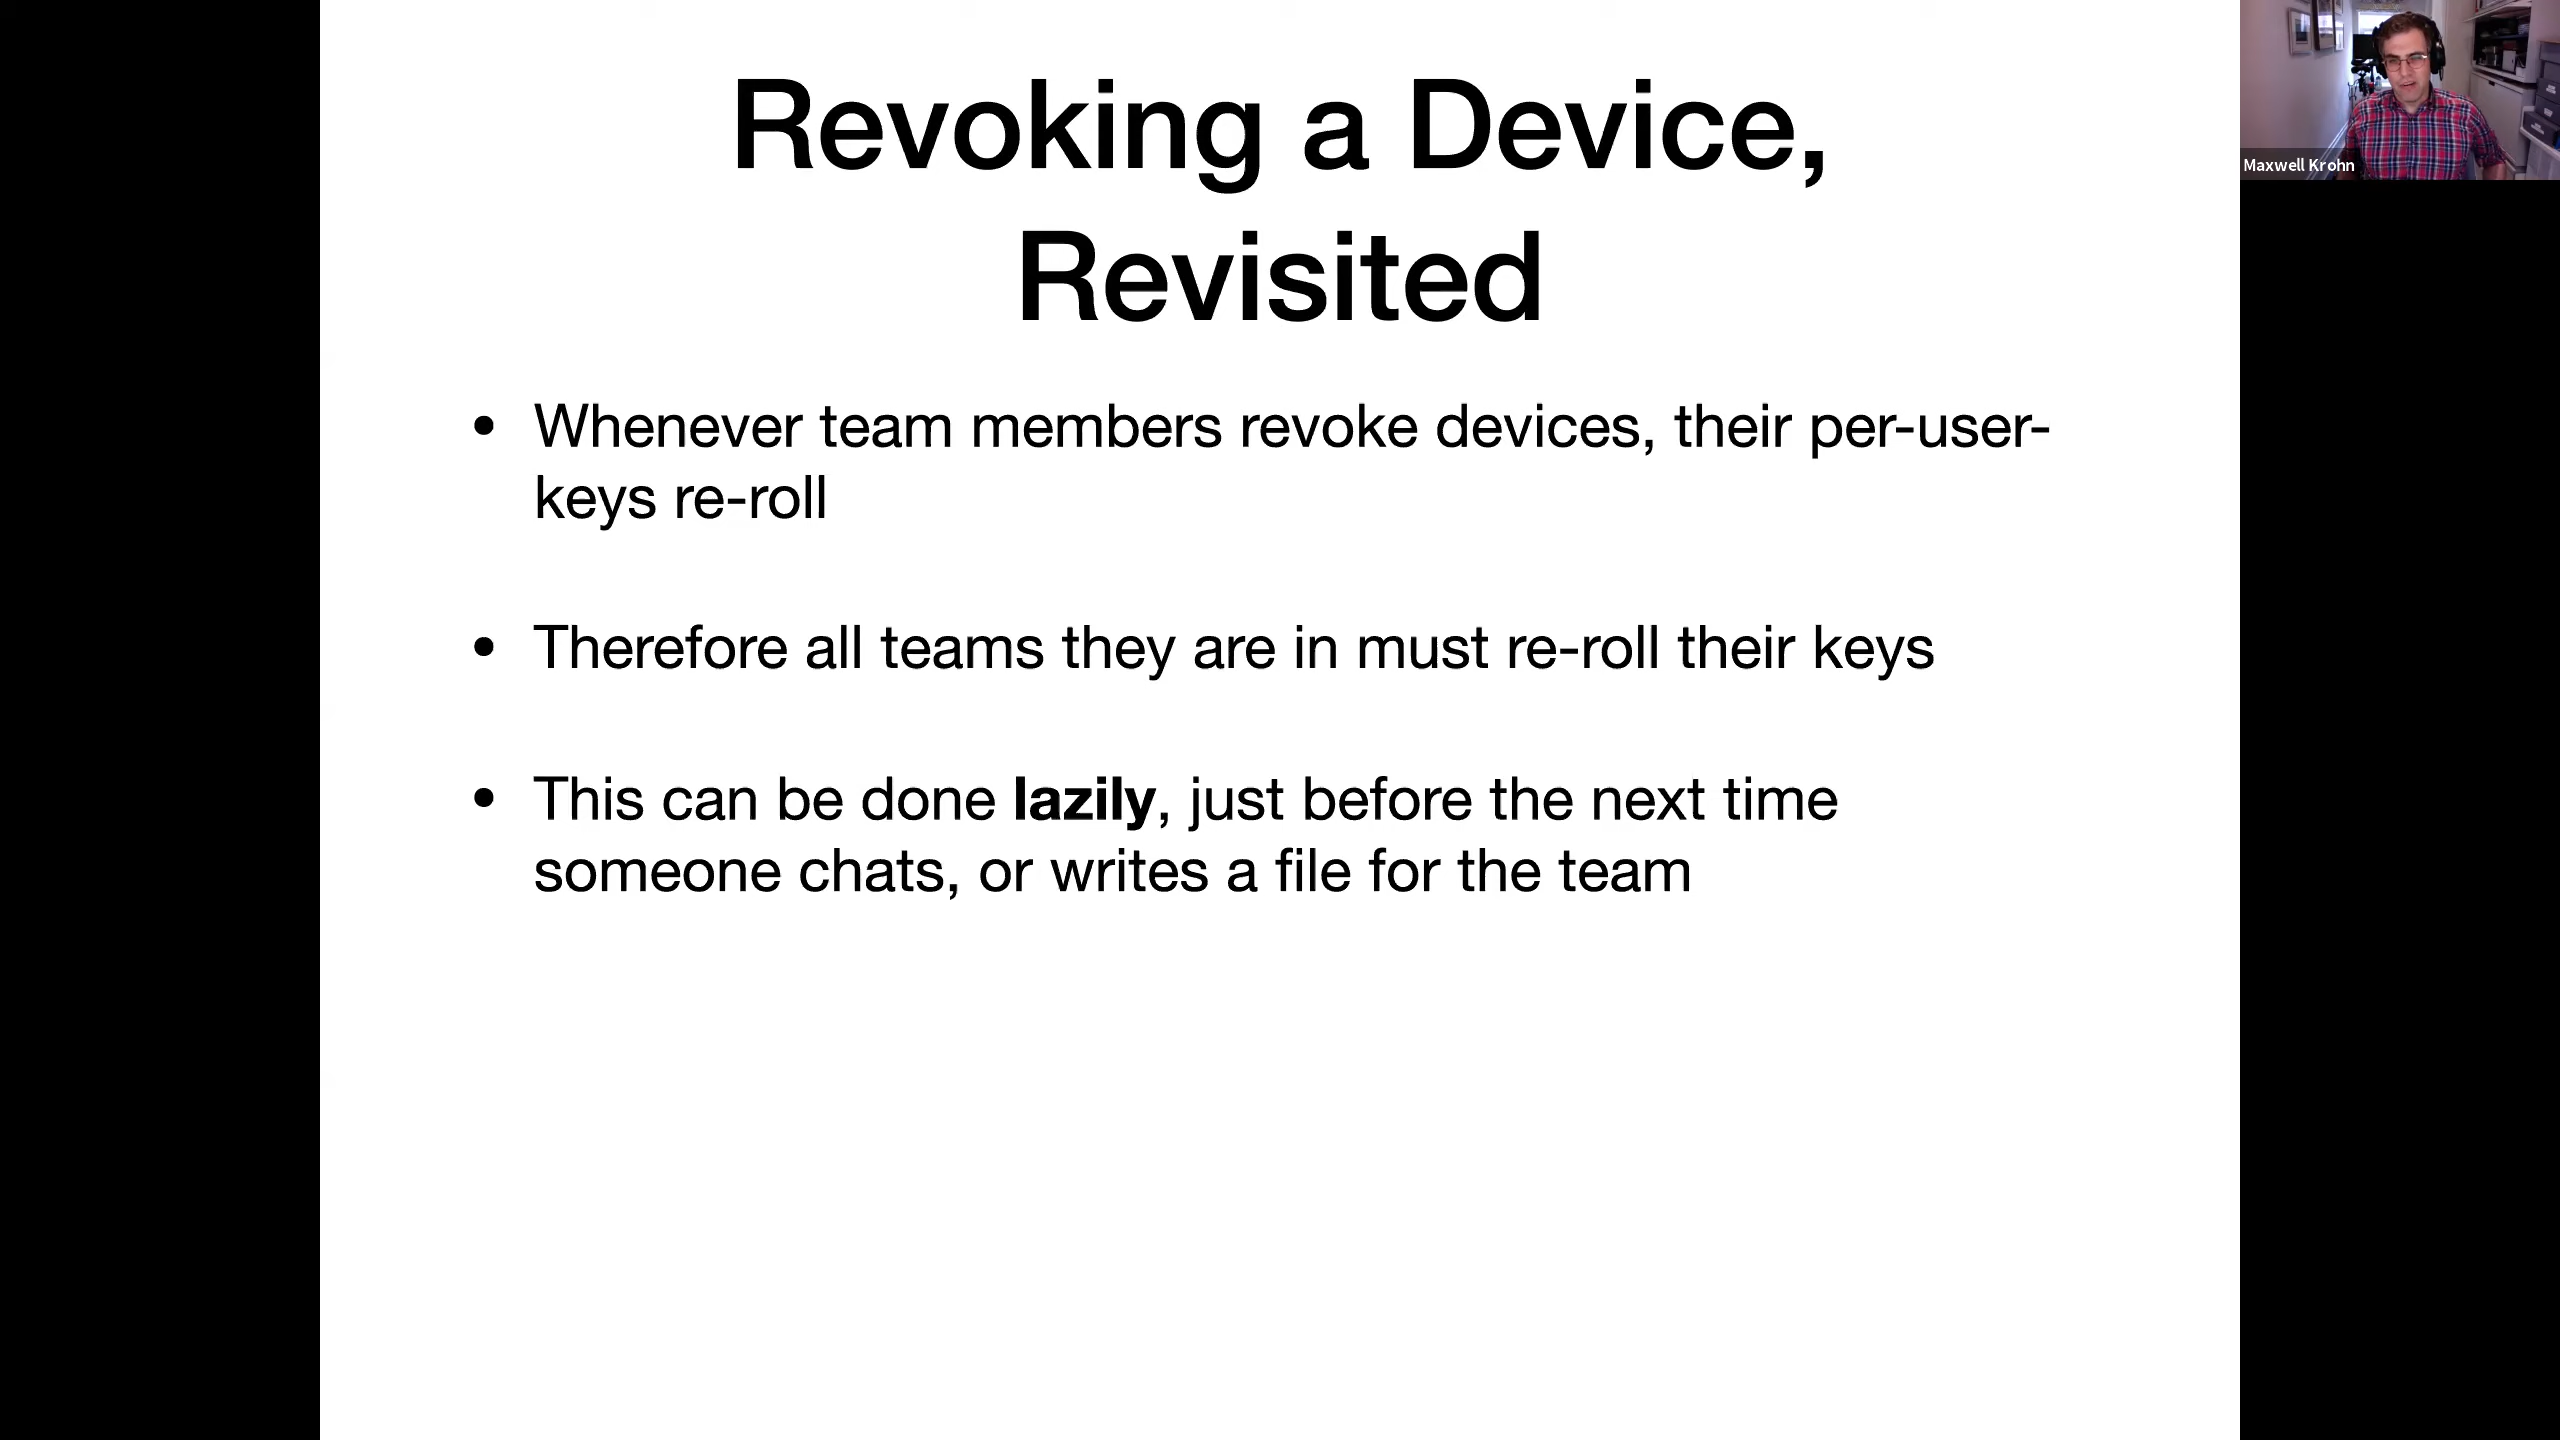 Revoking a Device,
Revisited
• Whenever team members revoke devices, their per-user-
keys re-roll
• Therefore all teams they are in must re-roll their keys
• This can be done lazily, just before the next time
someone chats, or writes a file for the team
Maxwell Krohn